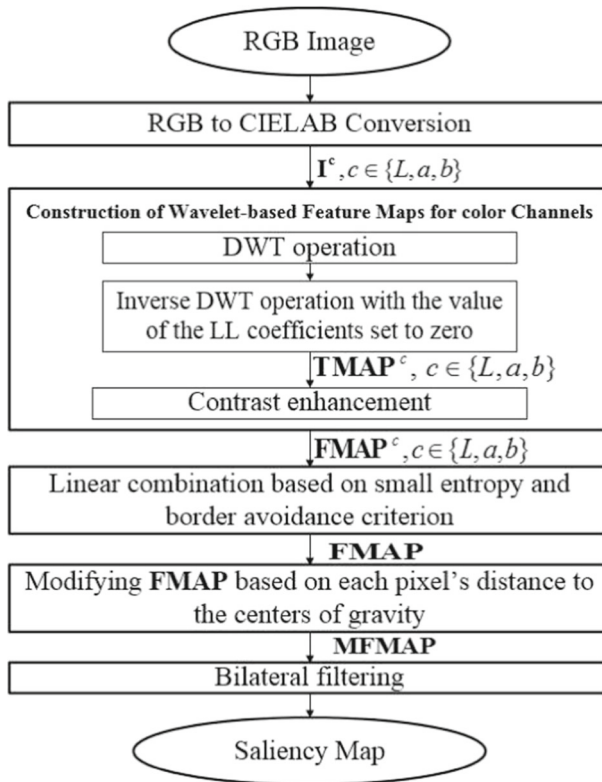 RGB Image
RGB to CIELAB Conversion
Iᶜ, c ∈ {L, a, b}
Construction of Wavelet-based Feature Maps for color Channels
DWT operation
Inverse DWT operation with the value
of the LL coefficients set to zero
TMAPᶜ, c ∈ {L, a, b}
Contrast enhancement
FMAPᶜ, c ∈ {L, a, b}
Linear combination based on small entropy and
border avoidance criterion
FMAP
Modifying FMAP based on each pixel's distance to
the centers of gravity
MFMAP
Bilateral filtering
Saliency Map